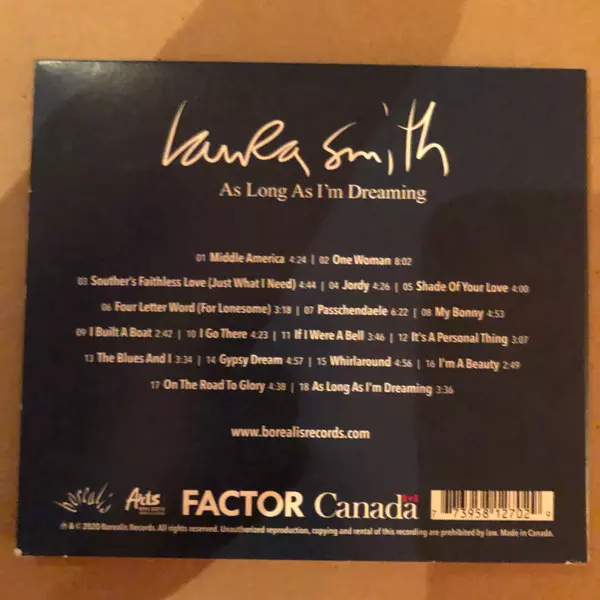 Laura Smith
As Long As I'm Dreaming
01 Middle America 4:24 | 02 One Woman 8:02
03 Souther's Faithless Love (Just What I Need) 4:44 | 04 Jordy 4:26 | 05 Shade Of Your Love 4:00
06 Four Letter Word (For Lonesome) 3:18 | 07 Passchendaele 6:22 | 08 My Bonny 4:53
09 I Built A Boat 2:42 | 10 I Go There 4:23 | 11 If I Were A Bell 3:46 | 12 It's A Personal Thing 3:07
13 The Blues And I 3:34 | 14 Gypsy Dream 4:57 | 15 Whirlaround 4:56 | 16 I'm A Beauty 2:49
17 On The Road To Glory 4:38 | 18 As Long As I'm Dreaming 3:36
www.borealisrecords.com
borealis Arts FACTOR Canada
7 73958 12702 9
℗ & © 2020 Borealis Records. All rights reserved. Unauthorized reproduction, copying and rental of this recording are prohibited by law. Made in Canada.